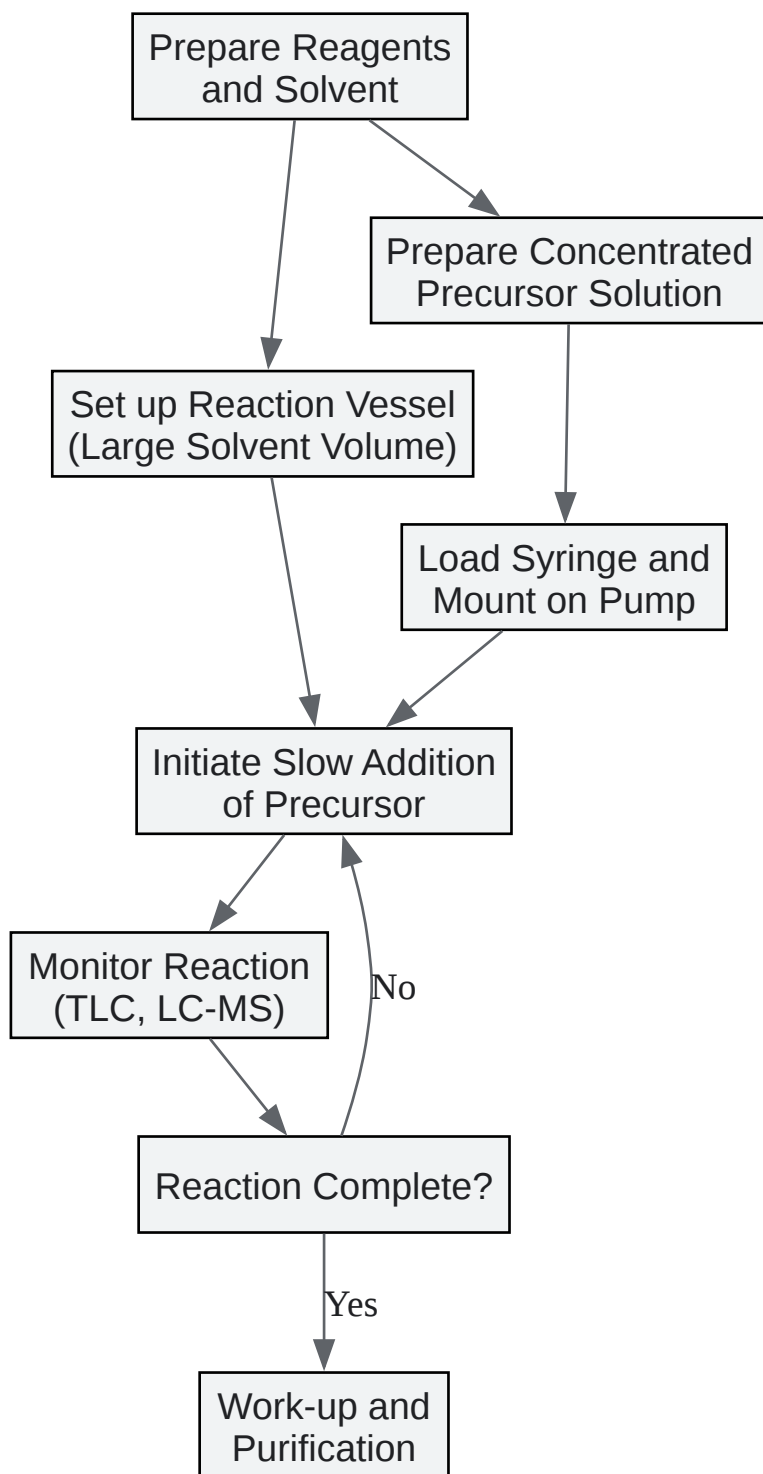 Prepare Reagents
and Solvent
Prepare Concentrated
Precursor Solution
Set up Reaction Vessel
(Large Solvent Volume)
Load Syringe and
Mount on Pump
Initiate Slow Addition
of Precursor
Monitor Reaction
(TLC, LC-MS)
No
Reaction Complete?
Yes
Work-up and
Purification